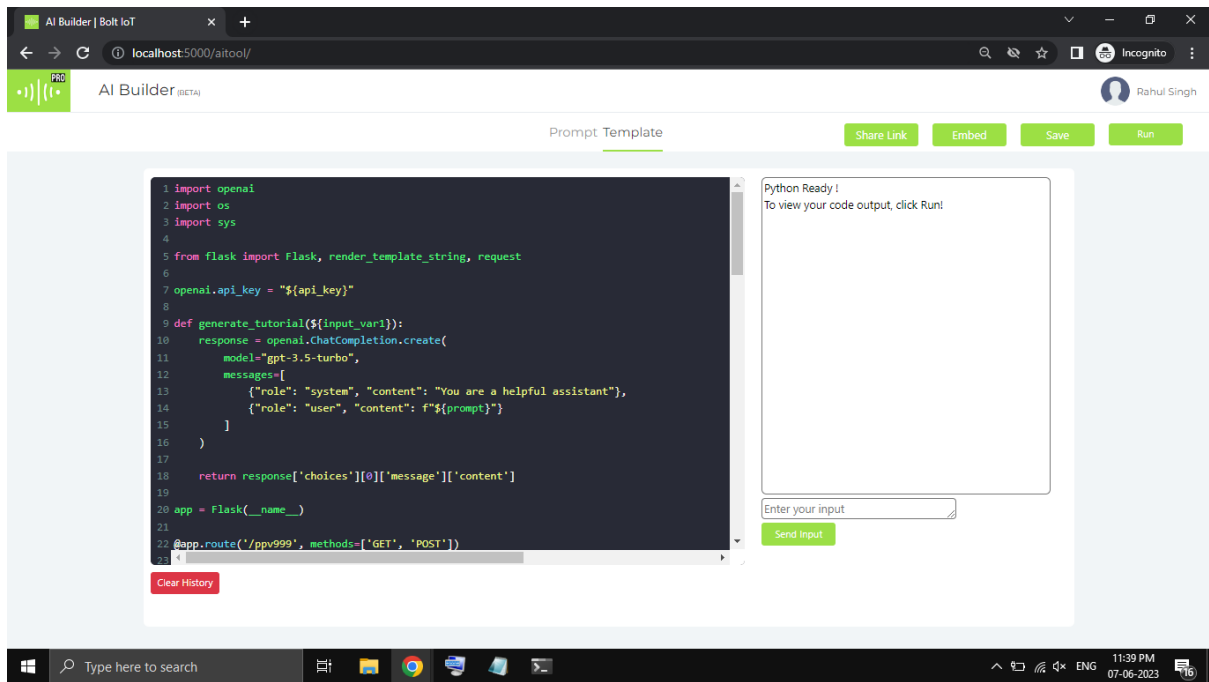 AI Builder | Bolt IoT
localhost:5000/aitool/
Incognito
PRO
AI Builder (BETA)
Rahul Singh
Prompt Template
Share Link
Embed
Save
Run
1 import openai
2 import os
3 import sys
4
5 from flask import Flask, render_template_string, request
6
7 openai.api_key = "${api_key}"
8
9 def generate_tutorial(${input_var1}):
10     response = openai.ChatCompletion.create(
11         model="gpt-3.5-turbo",
12         messages=[
13             {"role": "system", "content": "You are a helpful assistant"},
14             {"role": "user", "content": f"${prompt}"}
15         ]
16     )
17
18     return response['choices'][0]['message']['content']
19
20 app = Flask(__name__)
21
22 @app.route('/ppv999', methods=['GET', 'POST'])
23
Clear History
Python Ready !
To view your code output, click Run!
Enter your input
Send Input
Type here to search
ENG
11:39 PM
07-06-2023
16